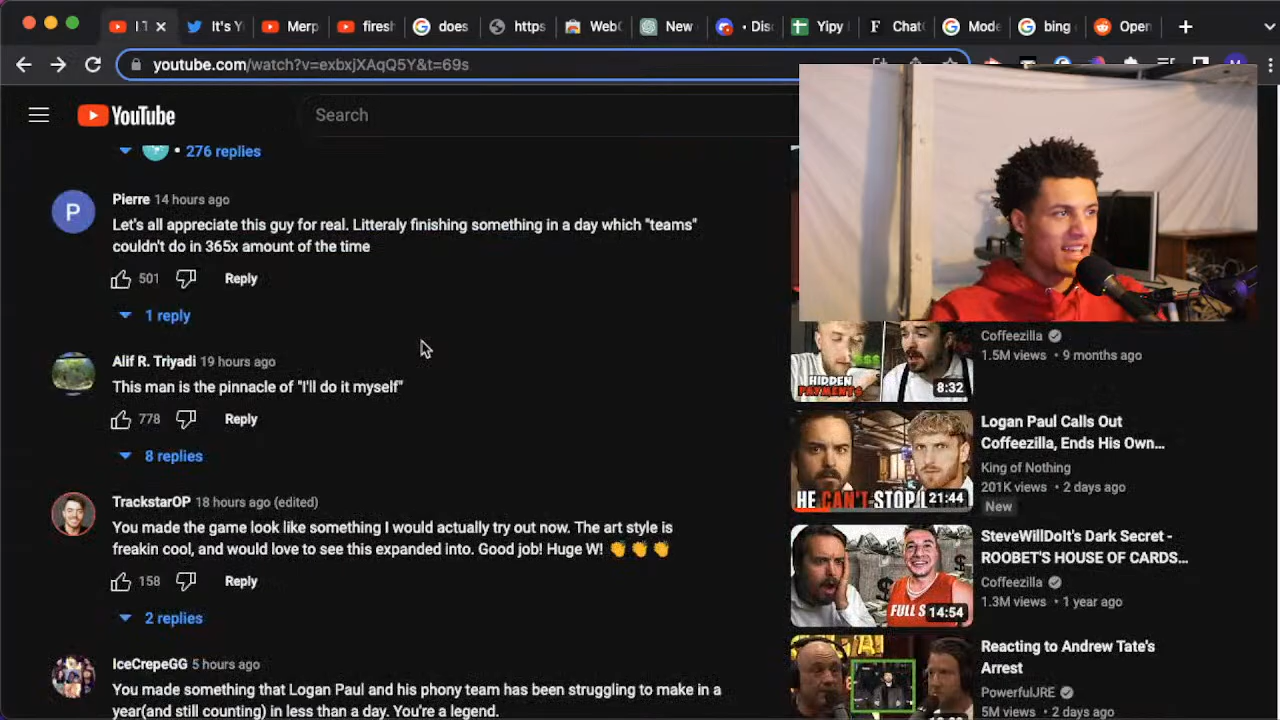 I T
It's Y
Merp
firesh
does
https
WebC
New
• Disc
Yipy
Chat
Mode
bing
Open
youtube.com/watch?v=exbxjXAqQ5Y&t=69s
YouTube
Search
• 276 replies
P
Pierre 14 hours ago
Let's all appreciate this guy for real. Litteraly finishing something in a day which "teams"
couldn't do in 365x amount of the time
501 Reply
1 reply
Alif R. Triyadi 19 hours ago
This man is the pinnacle of "I'll do it myself"
778 Reply
8 replies
TrackstarOP 18 hours ago (edited)
You made the game look like something I would actually try out now. The art style is
freakin cool, and would love to see this expanded into. Good job! Huge W! 👏 👏 👏
158 Reply
2 replies
IceCrepeGG 5 hours ago
You made something that Logan Paul and his phony team has been struggling to make in a
year(and still counting) in less than a day. You're a legend.
HIDDEN
PAYMENT$
8:32
Coffeezilla
1.5M views • 9 months ago
HE CAN'T STOP L
21:44
Logan Paul Calls Out
Coffeezilla, Ends His Own...
King of Nothing
201K views • 2 days ago
New
FULL S
14:54
SteveWillDoIt's Dark Secret -
ROOBET'S HOUSE OF CARDS...
Coffeezilla
1.3M views • 1 year ago
Reacting to Andrew Tate's
Arrest
PowerfulJRE
5M views • 2 days ago